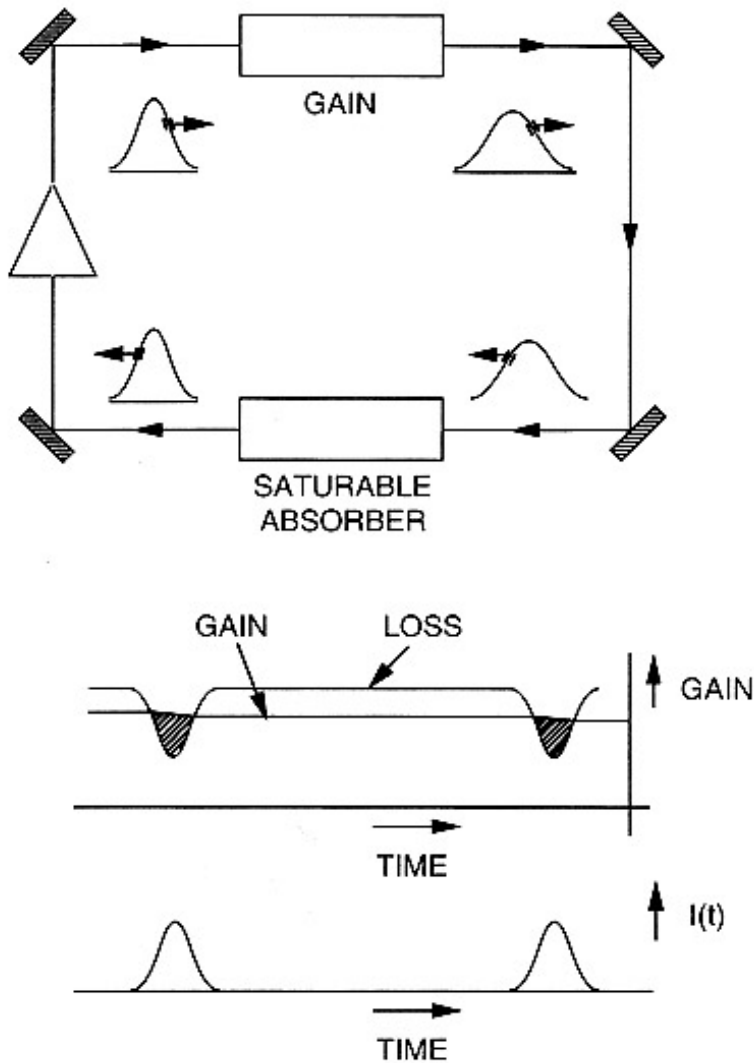 GAIN
SATURABLE
ABSORBER
GAIN
LOSS
GAIN
TIME
I(t)
TIME